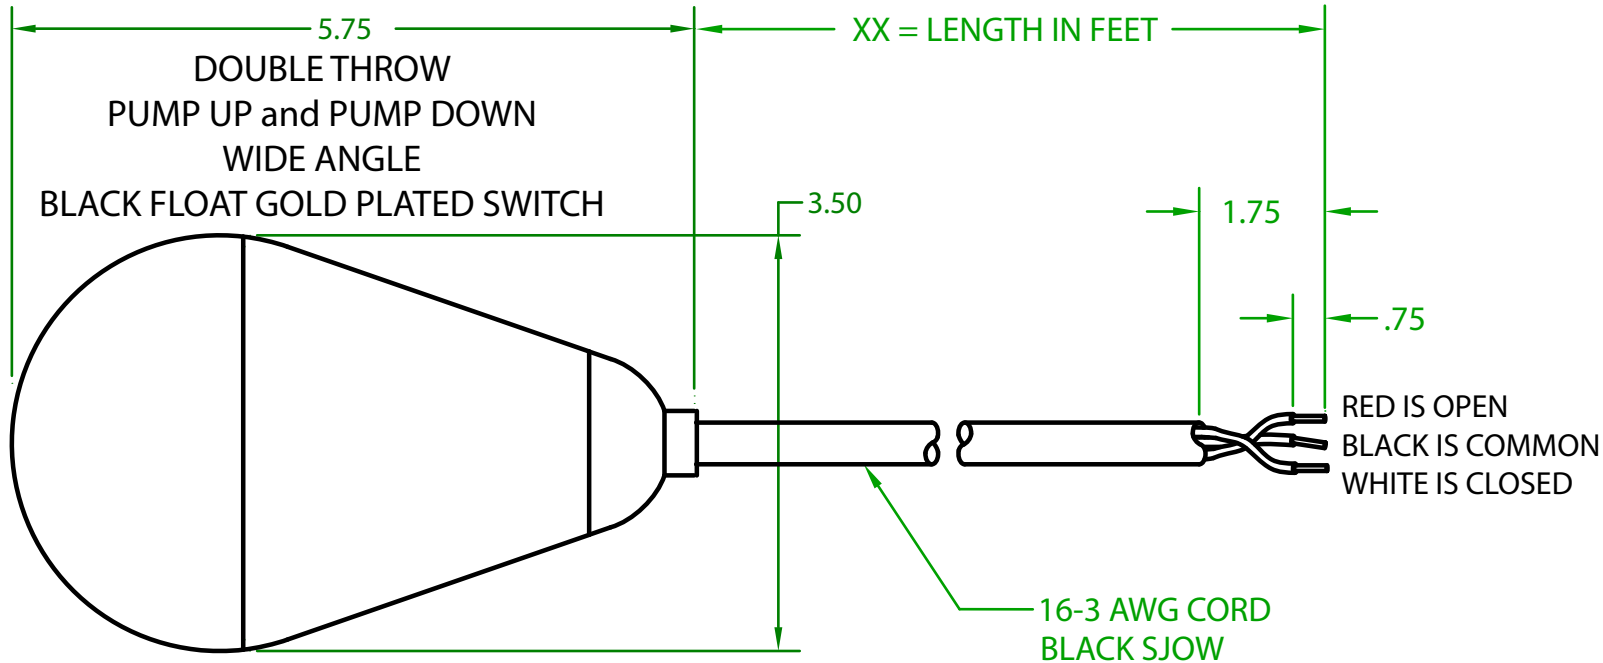 5.75
XX = LENGTH IN FEET
DOUBLE THROW
PUMP UP and PUMP DOWN
WIDE ANGLE
BLACK FLOAT GOLD PLATED SWITCH
3.50
1.75
.75
RED IS OPEN
BLACK IS COMMON
WHITE IS CLOSED
16-3 AWG CORD
BLACK SJOW